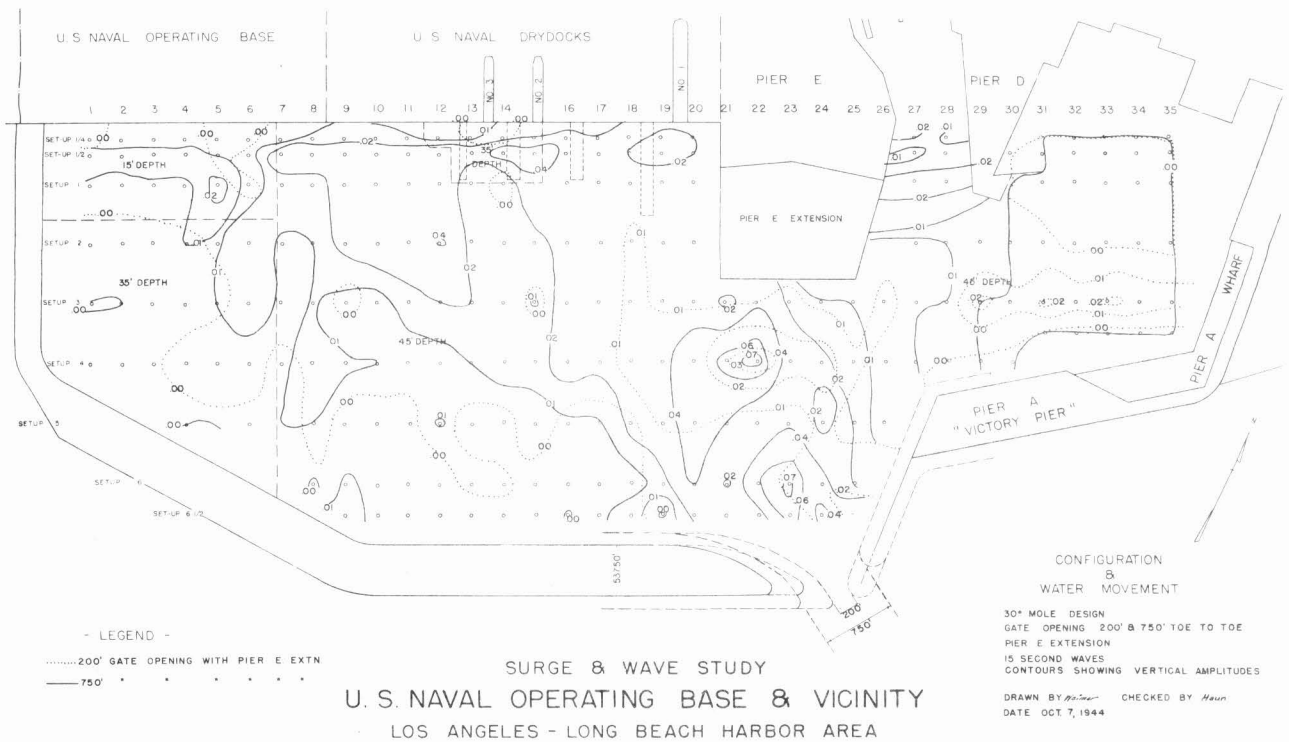 U. S. NAVAL OPERATING BASE
U. S. NAVAL DRYDOCKS
NO. 3
NO. 2
NO. 1
PIER E
PIER D
1 2 3 4 5 6 7 8 9 10 11 12 13 14 15 16 17 18 19 20 21 22 23 24 25 26 27 28 29 30 31 32 33 34 35
SET-UP 1/4
SET-UP 1/2
SETUP 1
SETUP 2
SETUP 3
SETUP 4
SETUP 5
SETUP 6
SET-UP 6 1/2
15' DEPTH
35' DEPTH
35' DEPTH
45' DEPTH
46' DEPTH
PIER E EXTENSION
PIER A WHARF
PIER A
"VICTORY PIER"
N
5375.0'
200'
750'
- LEGEND -
........ 200' GATE OPENING WITH PIER E EXTN
——— 750' " " " " " "
SURGE & WAVE STUDY
U. S. NAVAL OPERATING BASE & VICINITY
LOS ANGELES - LONG BEACH HARBOR AREA
CONFIGURATION
&
WATER MOVEMENT
30° MOLE DESIGN
GATE OPENING 200' & 750' TOE TO TOE
PIER E EXTENSION
15 SECOND WAVES
CONTOURS SHOWING VERTICAL AMPLITUDES
DRAWN BY CHECKED BY Haun
DATE OCT. 7, 1944